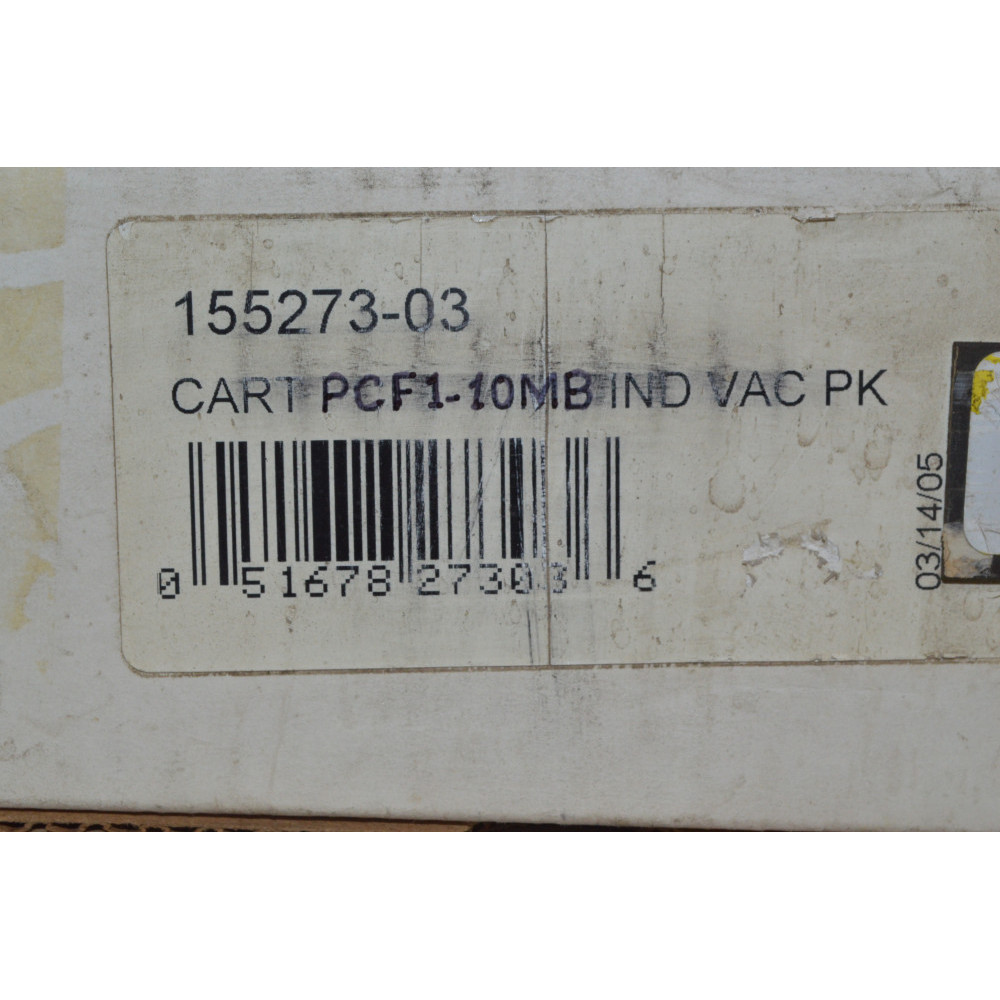 155273-03
CART PCF1-10MB IND VAC PK
0 51678 27303 6
03/14/05